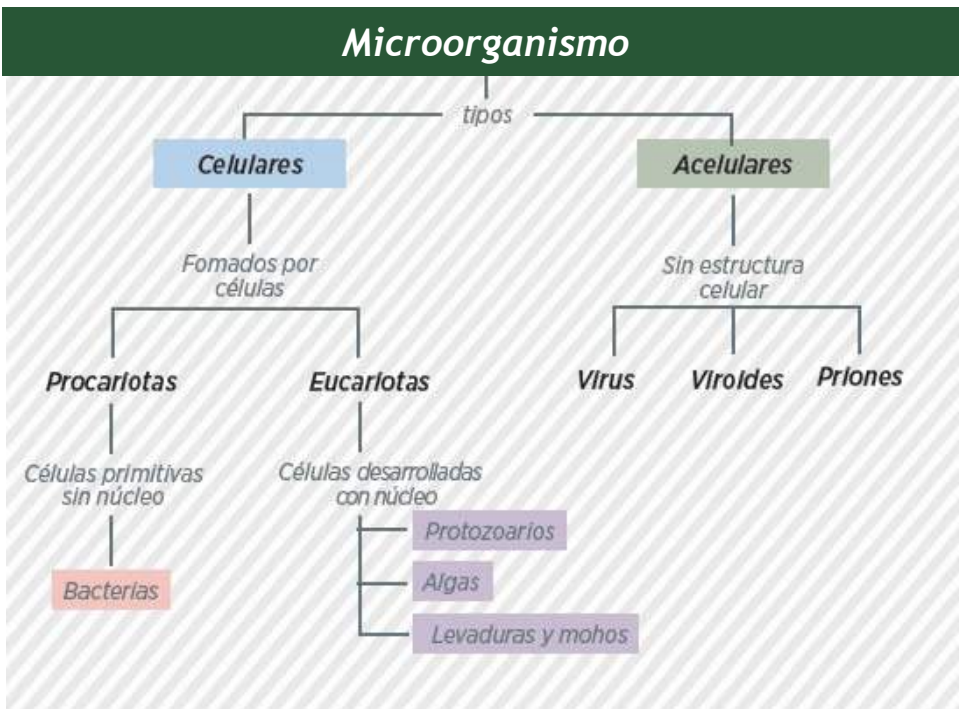 Microorganismo
tipos
Celulares
Acelulares
Fomados por
células
Sin estructura
celular
Procariotas
Eucariotas
Virus
Viroides
Priones
Células primitivas
sin núcleo
Células desarrolladas
con núcleo
Protozoarios
Algas
Bacterias
Levaduras y mohos